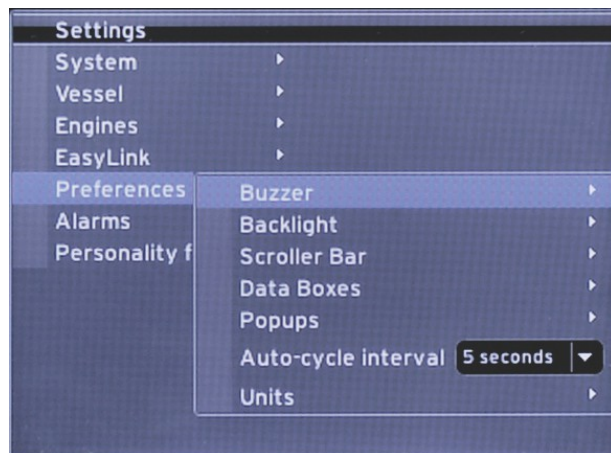 Settings
System
Vessel
Engines
EasyLink
Preferences
Alarms
Personality f
Buzzer
Backlight
Scroller Bar
Data Boxes
Popups
Auto-cycle interval 5 seconds
Units